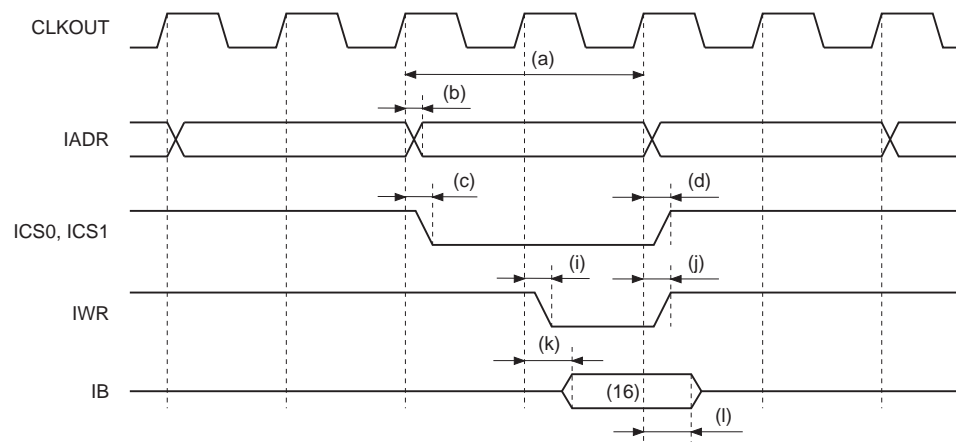 CLKOUT
(a)
(b)
IADR
(c)
(d)
ICS0, ICS1
(i)
(j)
IWR
(k)
IB
(16)
(l)